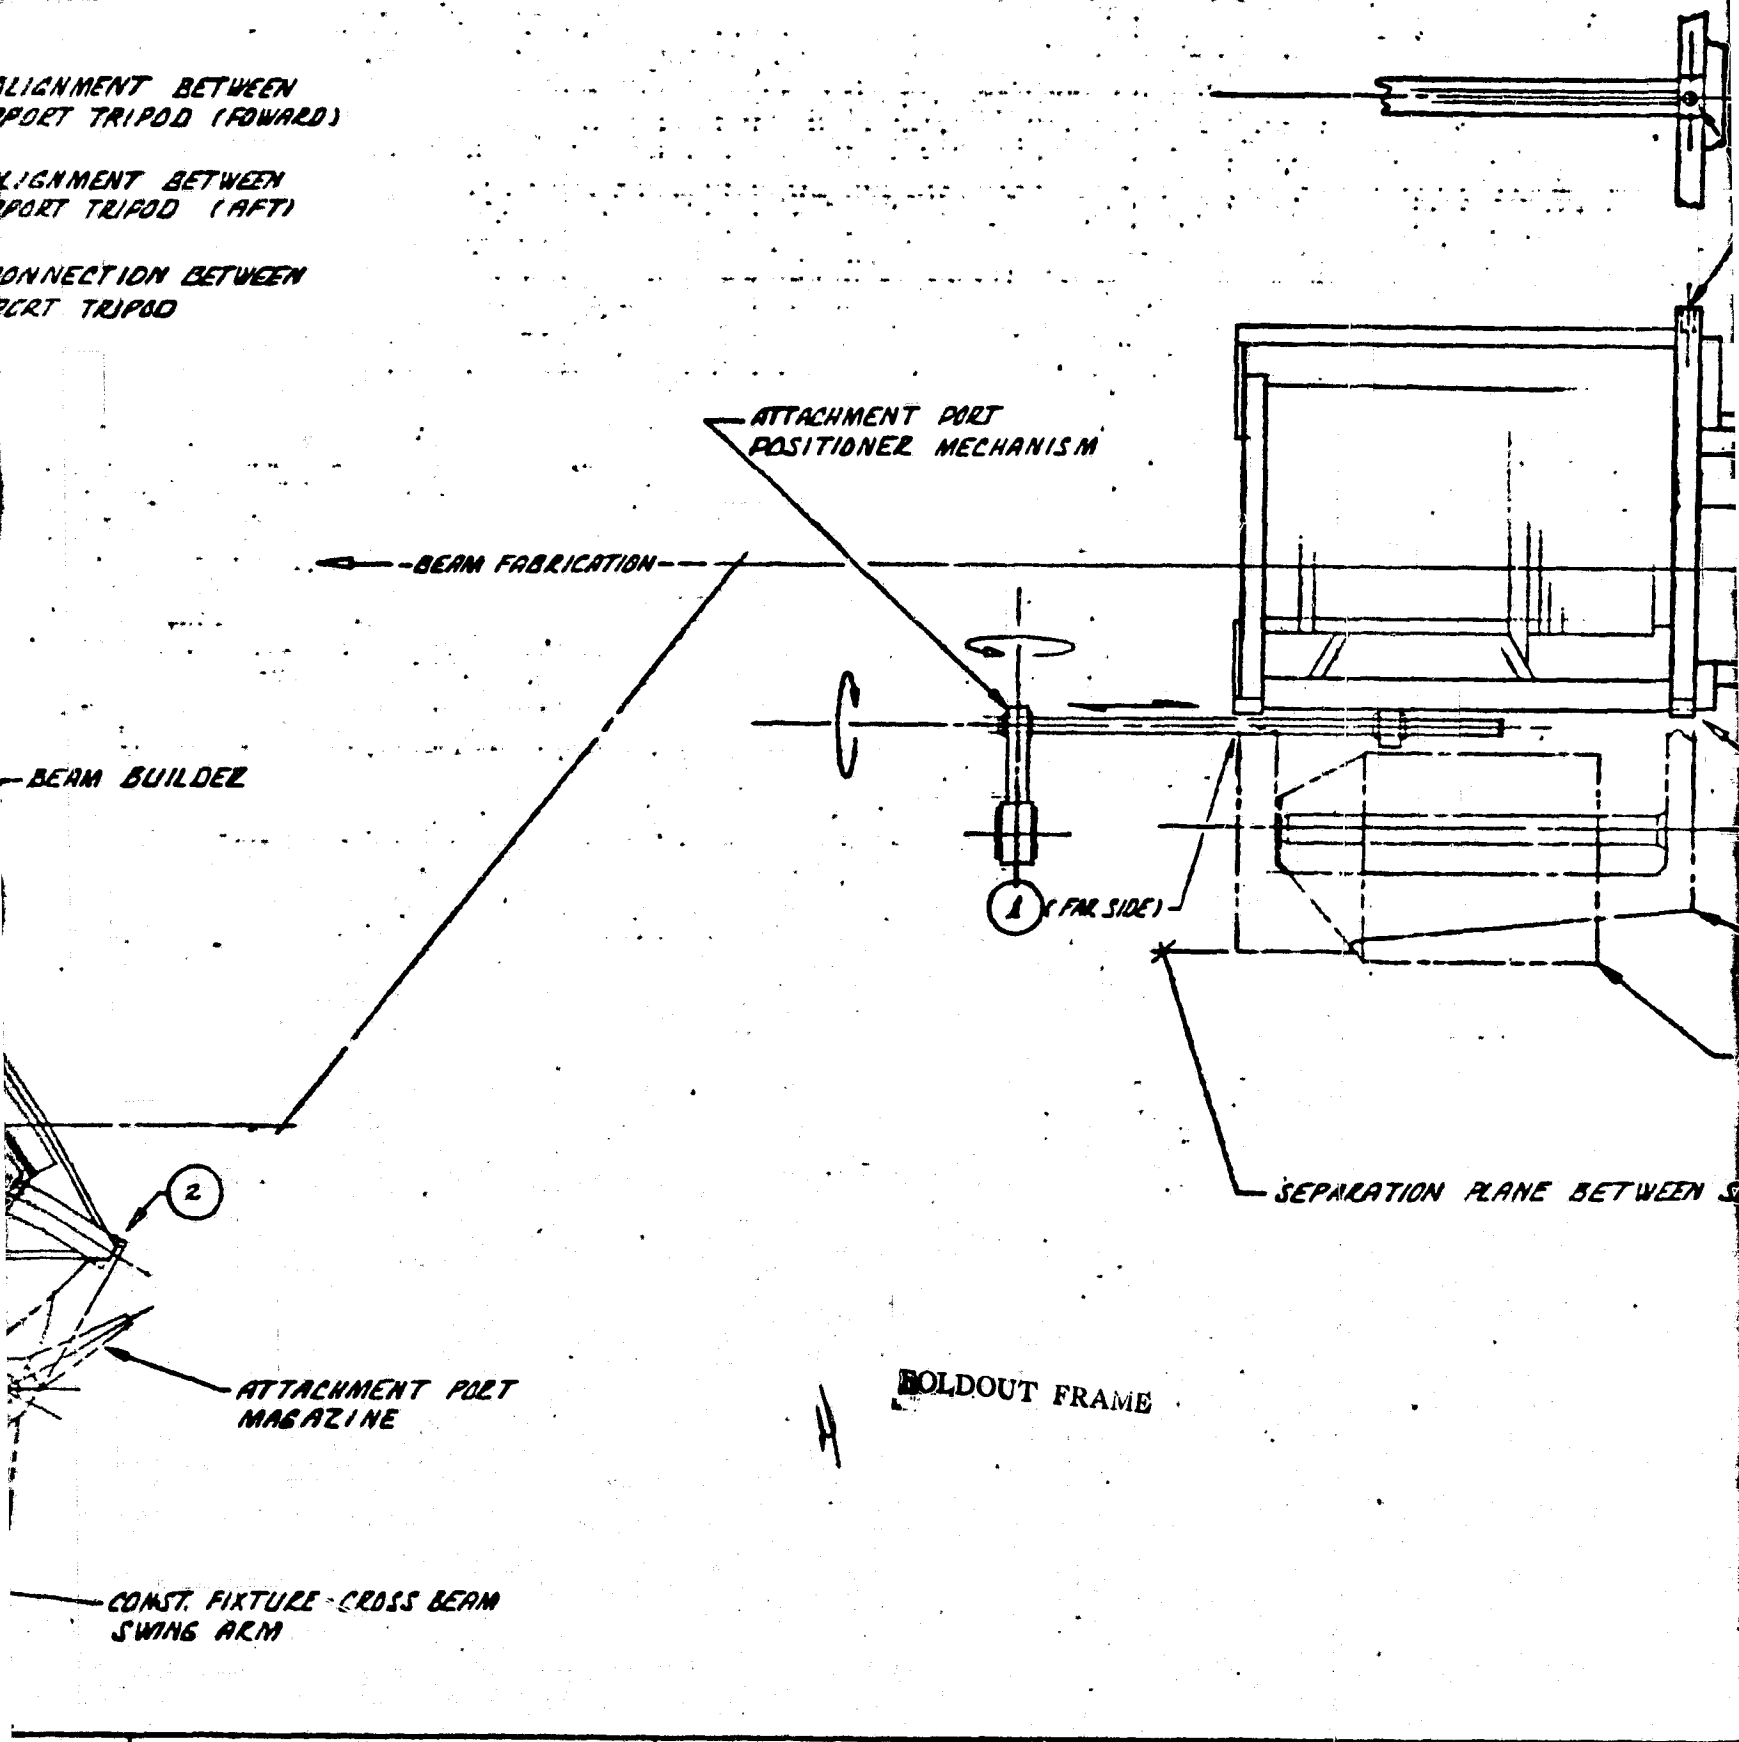 ALIGNMENT BETWEEN
PPORT TRIPOD (FOWARD)
ALIGNMENT BETWEEN
PPORT TRIPOD (AFT)
CONNECTION BETWEEN
PORT TRIPOD
ATTACHMENT PORT
POSITIONER MECHANISM
BEAM FABRICATION
BEAM BUILDER
1 (FAR SIDE)
2
SEPARATION PLANE BETWEEN S
ATTACHMENT PORT
MAGAZINE
FOLDOUT FRAME
CONST. FIXTURE-CROSS BEAM
SWING ARM